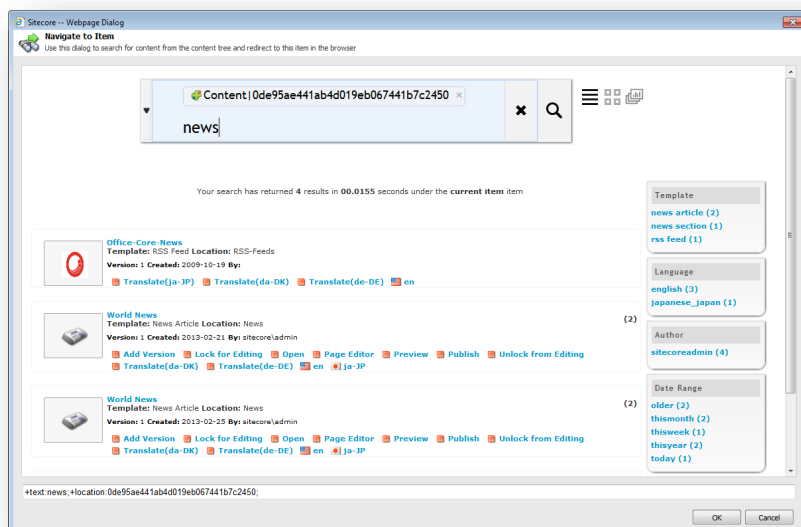 Sitecore -- Webpage Dialog
Navigate to Item
Use this dialog to search for content from the content tree and redirect to this item in the browser
Content|0de95ae441ab4d019eb067441b7c2450 ×
news
Your search has returned 4 results in 00.0155 seconds under the current item item
Office-Core-News
Template: RSS Feed Location: RSS-Feeds
Version: 1 Created: 2009-10-19 By:
Translate(ja-JP) Translate(da-DK) Translate(de-DE) en
World News
(2)
Template: News Article Location: News
Version: 1 Created: 2013-02-21 By: sitecore\admin
Add Version Lock for Editing Open Page Editor Preview Publish Unlock from Editing
Translate(da-DK) Translate(de-DE) en ja-JP
World News
(2)
Template: News Article Location: News
Version: 1 Created: 2013-02-25 By: sitecore\admin
Add Version Lock for Editing Open Page Editor Preview Publish Unlock from Editing
Translate(da-DK) Translate(de-DE) en ja-JP
Template
news article (2)
news section (1)
rss feed (1)
Language
english (3)
japanese_japan (1)
Author
sitecoreadmin (4)
Date Range
older (2)
thismonth (2)
thisweek (1)
thisyear (2)
today (1)
+text:news;+location:0de95ae441ab4d019eb067441b7c2450;
OK Cancel